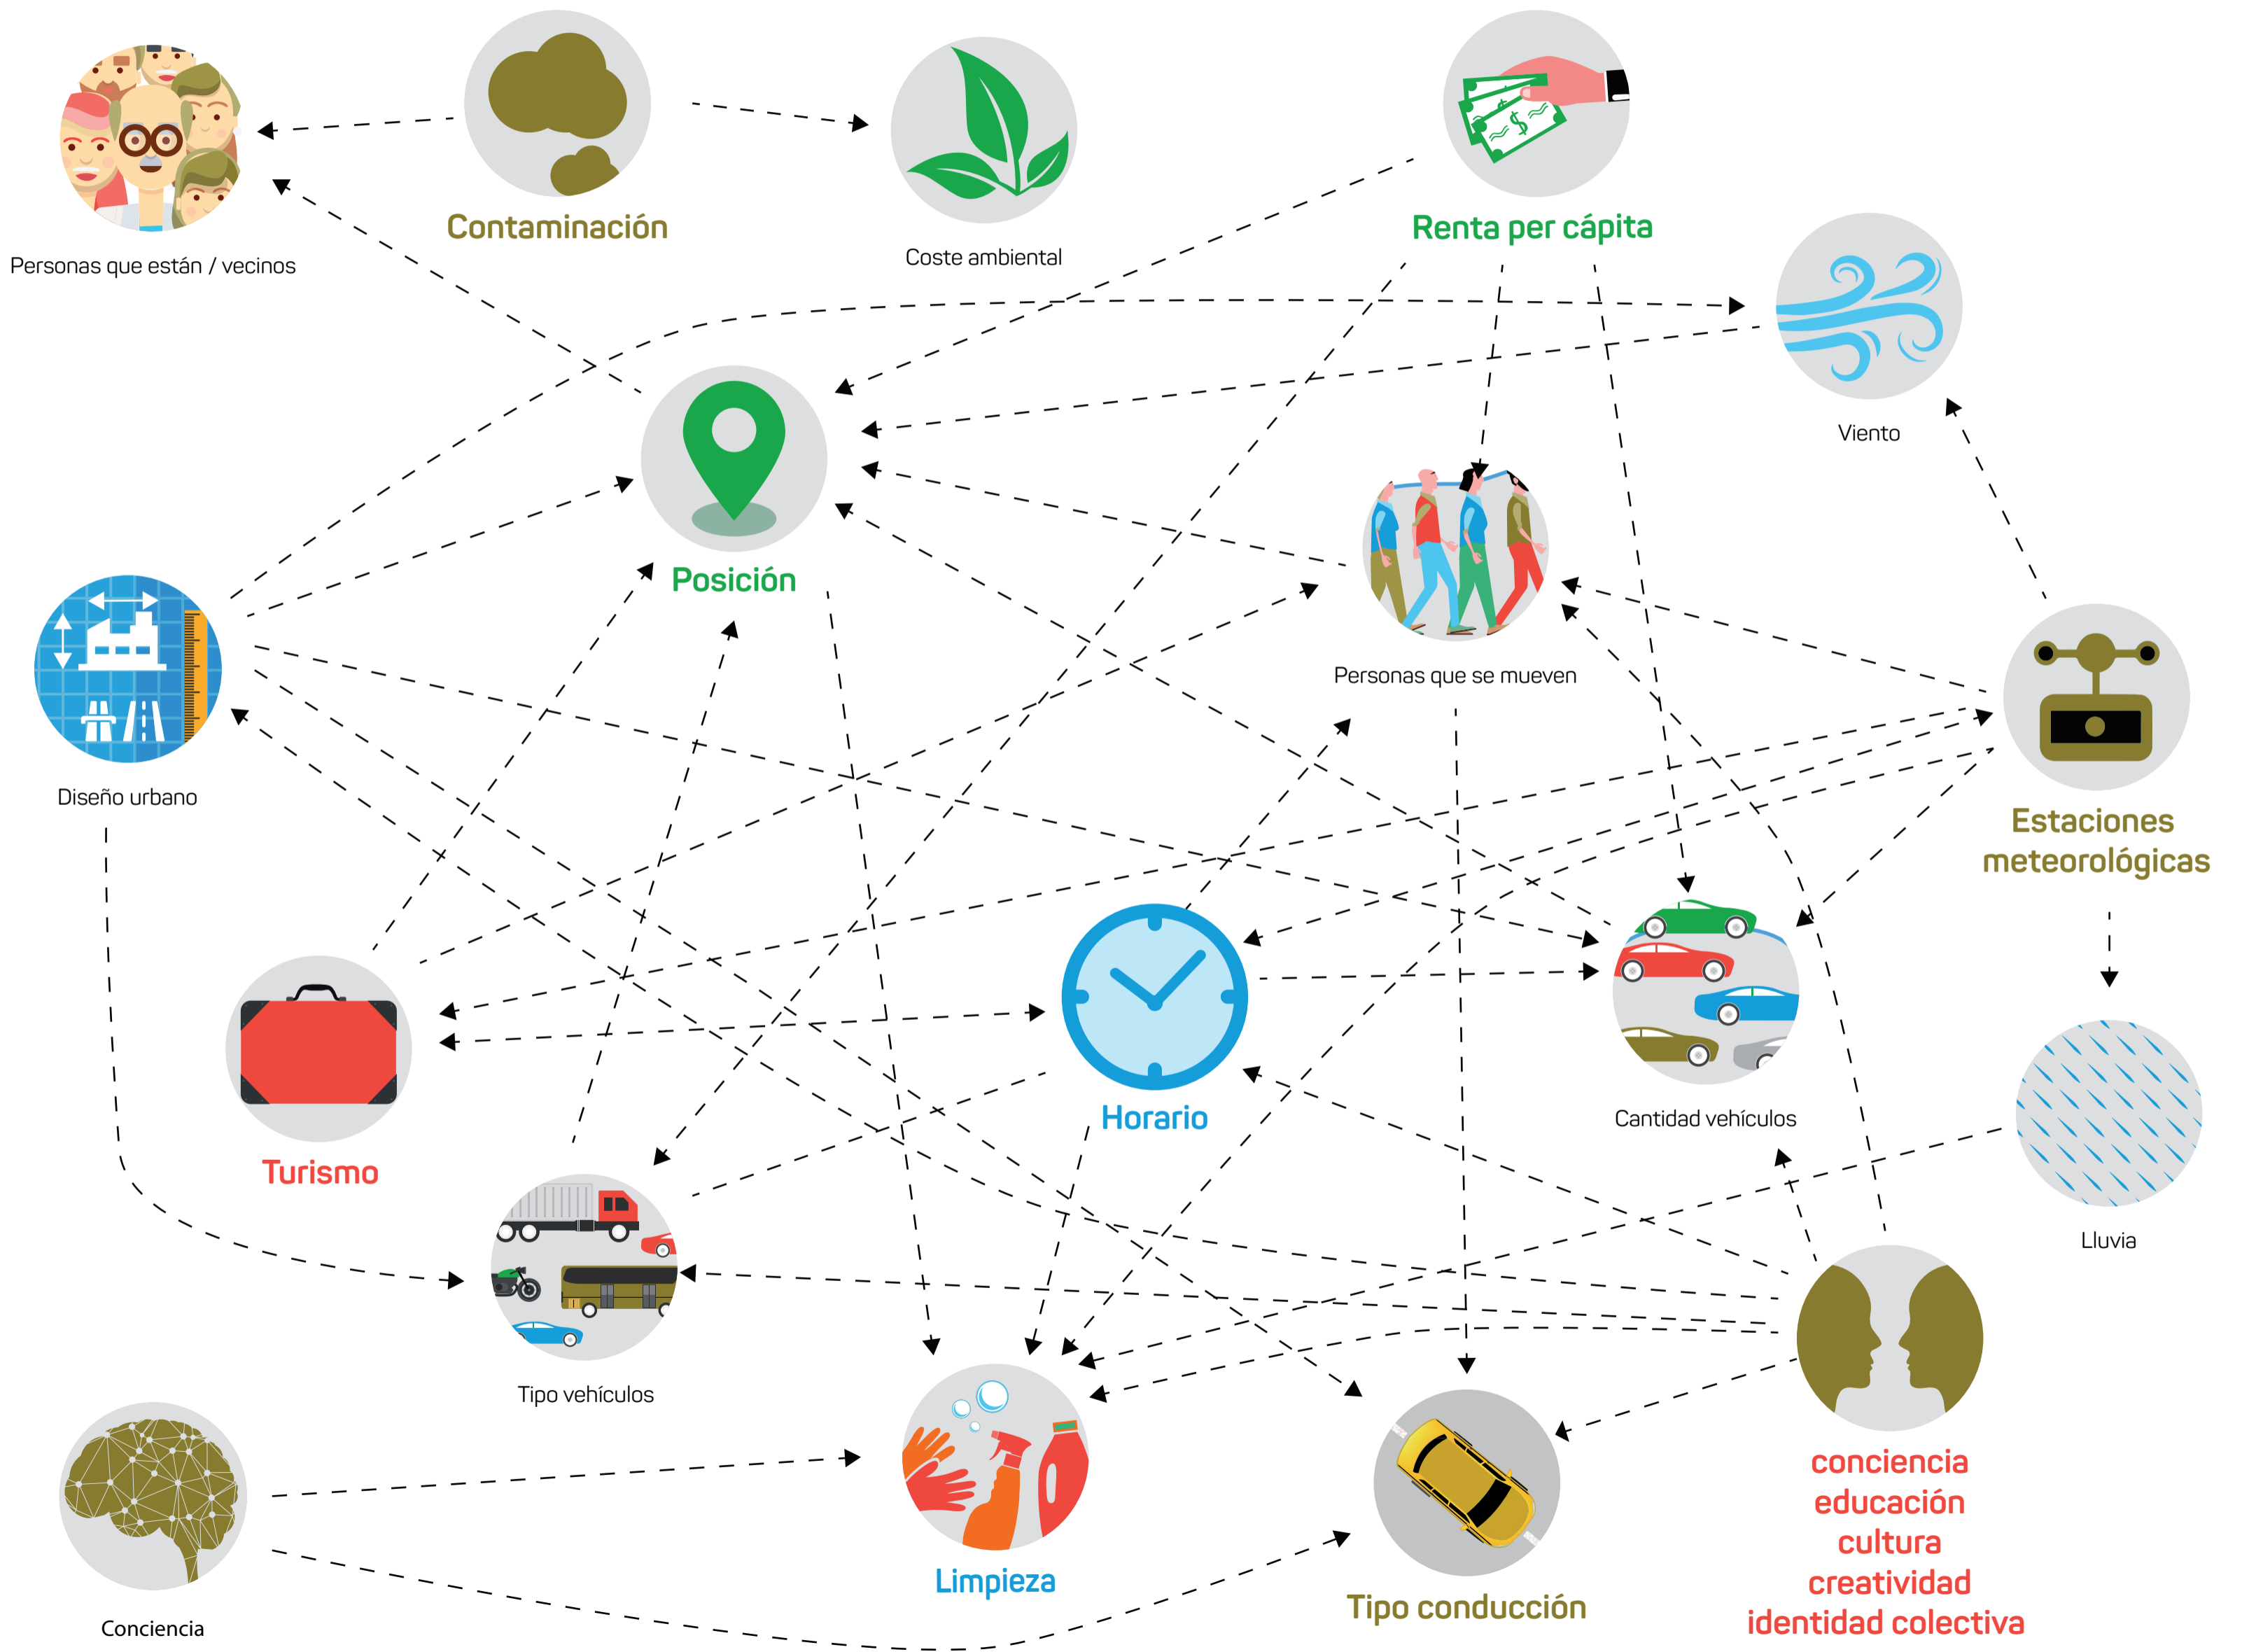 Contaminación
Renta per cápita
Personas que están / vecinos
Coste ambiental
Viento
Posición
Personas que se mueven
Diseño urbano
Estaciones
meteorológicas
Horario
Cantidad vehículos
Turismo
Lluvia
Tipo vehículos
conciencia
educación
cultura
creatividad
identidad colectiva
Limpieza
Tipo conducción
Conciencia